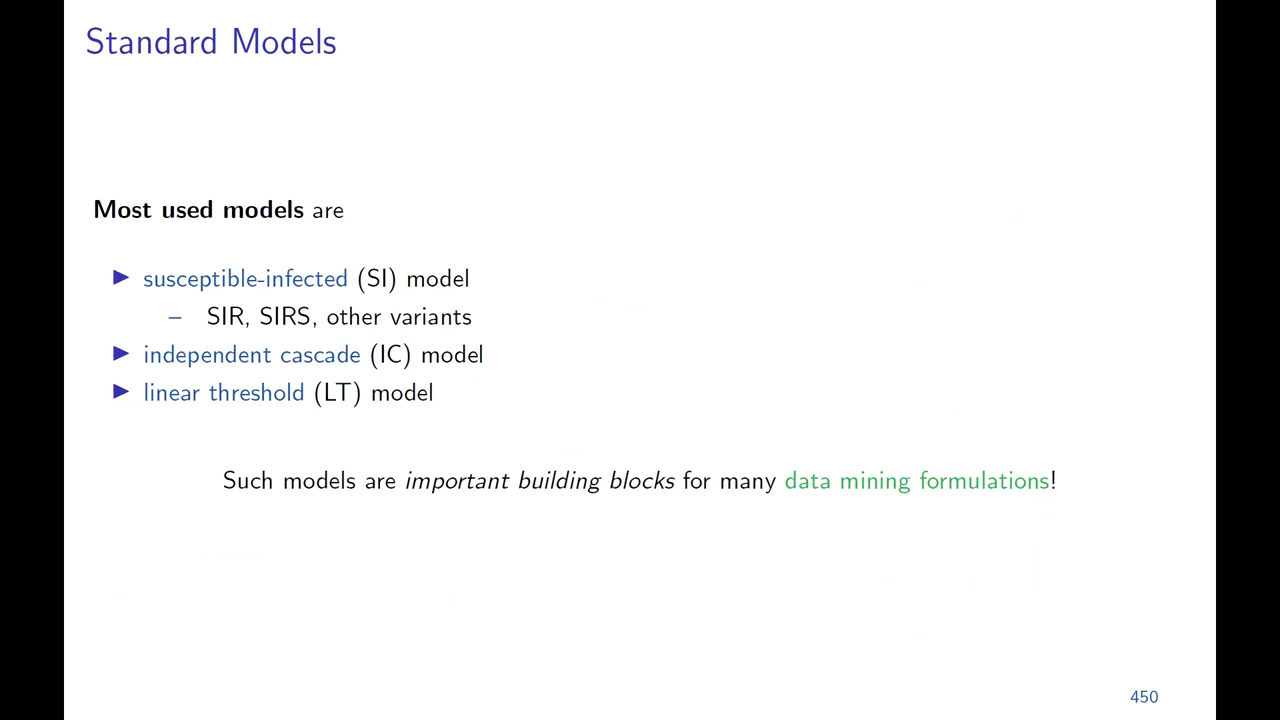 Standard Models
Most used models are
▶ susceptible-infected (SI) model
– SIR, SIRS, other variants
▶ independent cascade (IC) model
▶ linear threshold (LT) model
Such models are important building blocks for many data mining formulations!
450